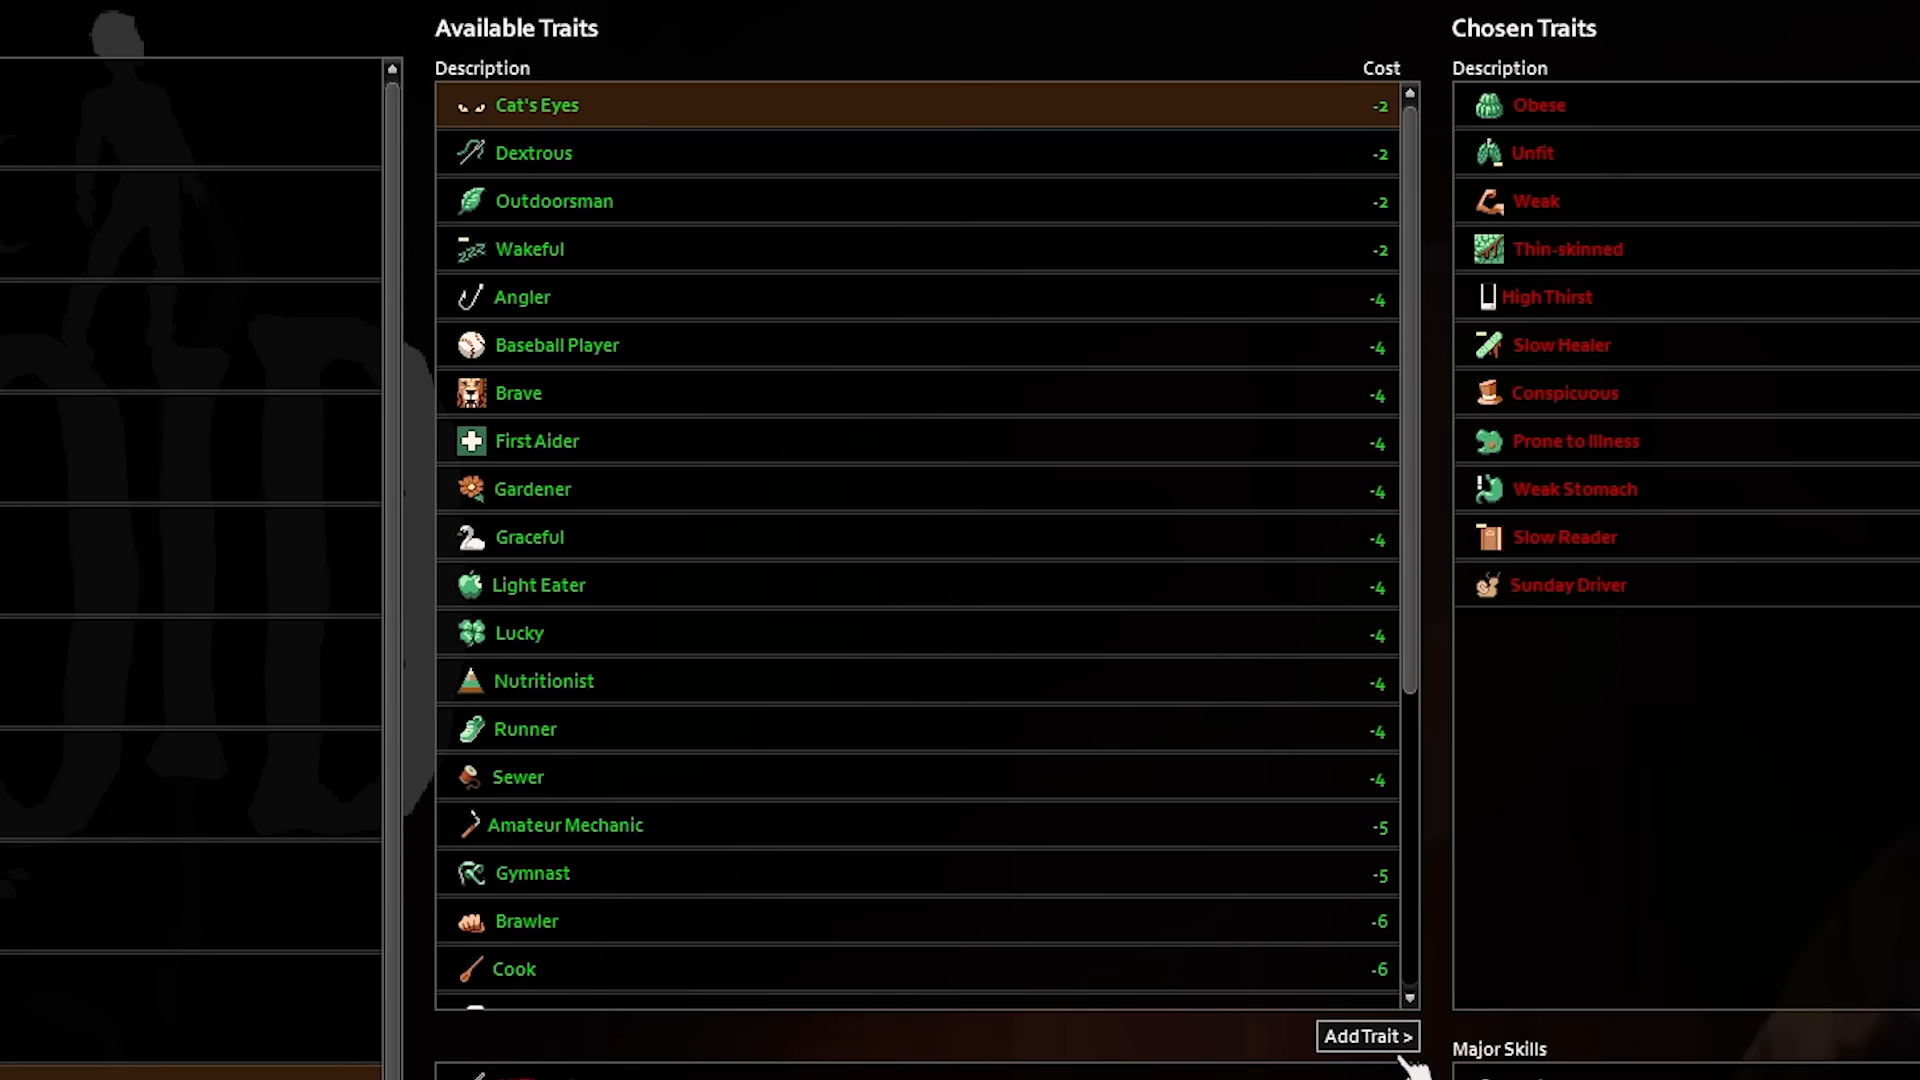 Available Traits
Description Cost
Cat's Eyes -2
Dextrous -2
Outdoorsman -2
Wakeful -2
Angler -4
Baseball Player -4
Brave -4
First Aider -4
Gardener -4
Graceful -4
Light Eater -4
Lucky -4
Nutritionist -4
Runner -4
Sewer -4
Amateur Mechanic -5
Gymnast -5
Brawler -6
Cook -6
Add Trait >
Chosen Traits
Description
Obese
Unfit
Weak
Thin-skinned
High Thirst
Slow Healer
Conspicuous
Prone to Illness
Weak Stomach
Slow Reader
Sunday Driver
Major Skills